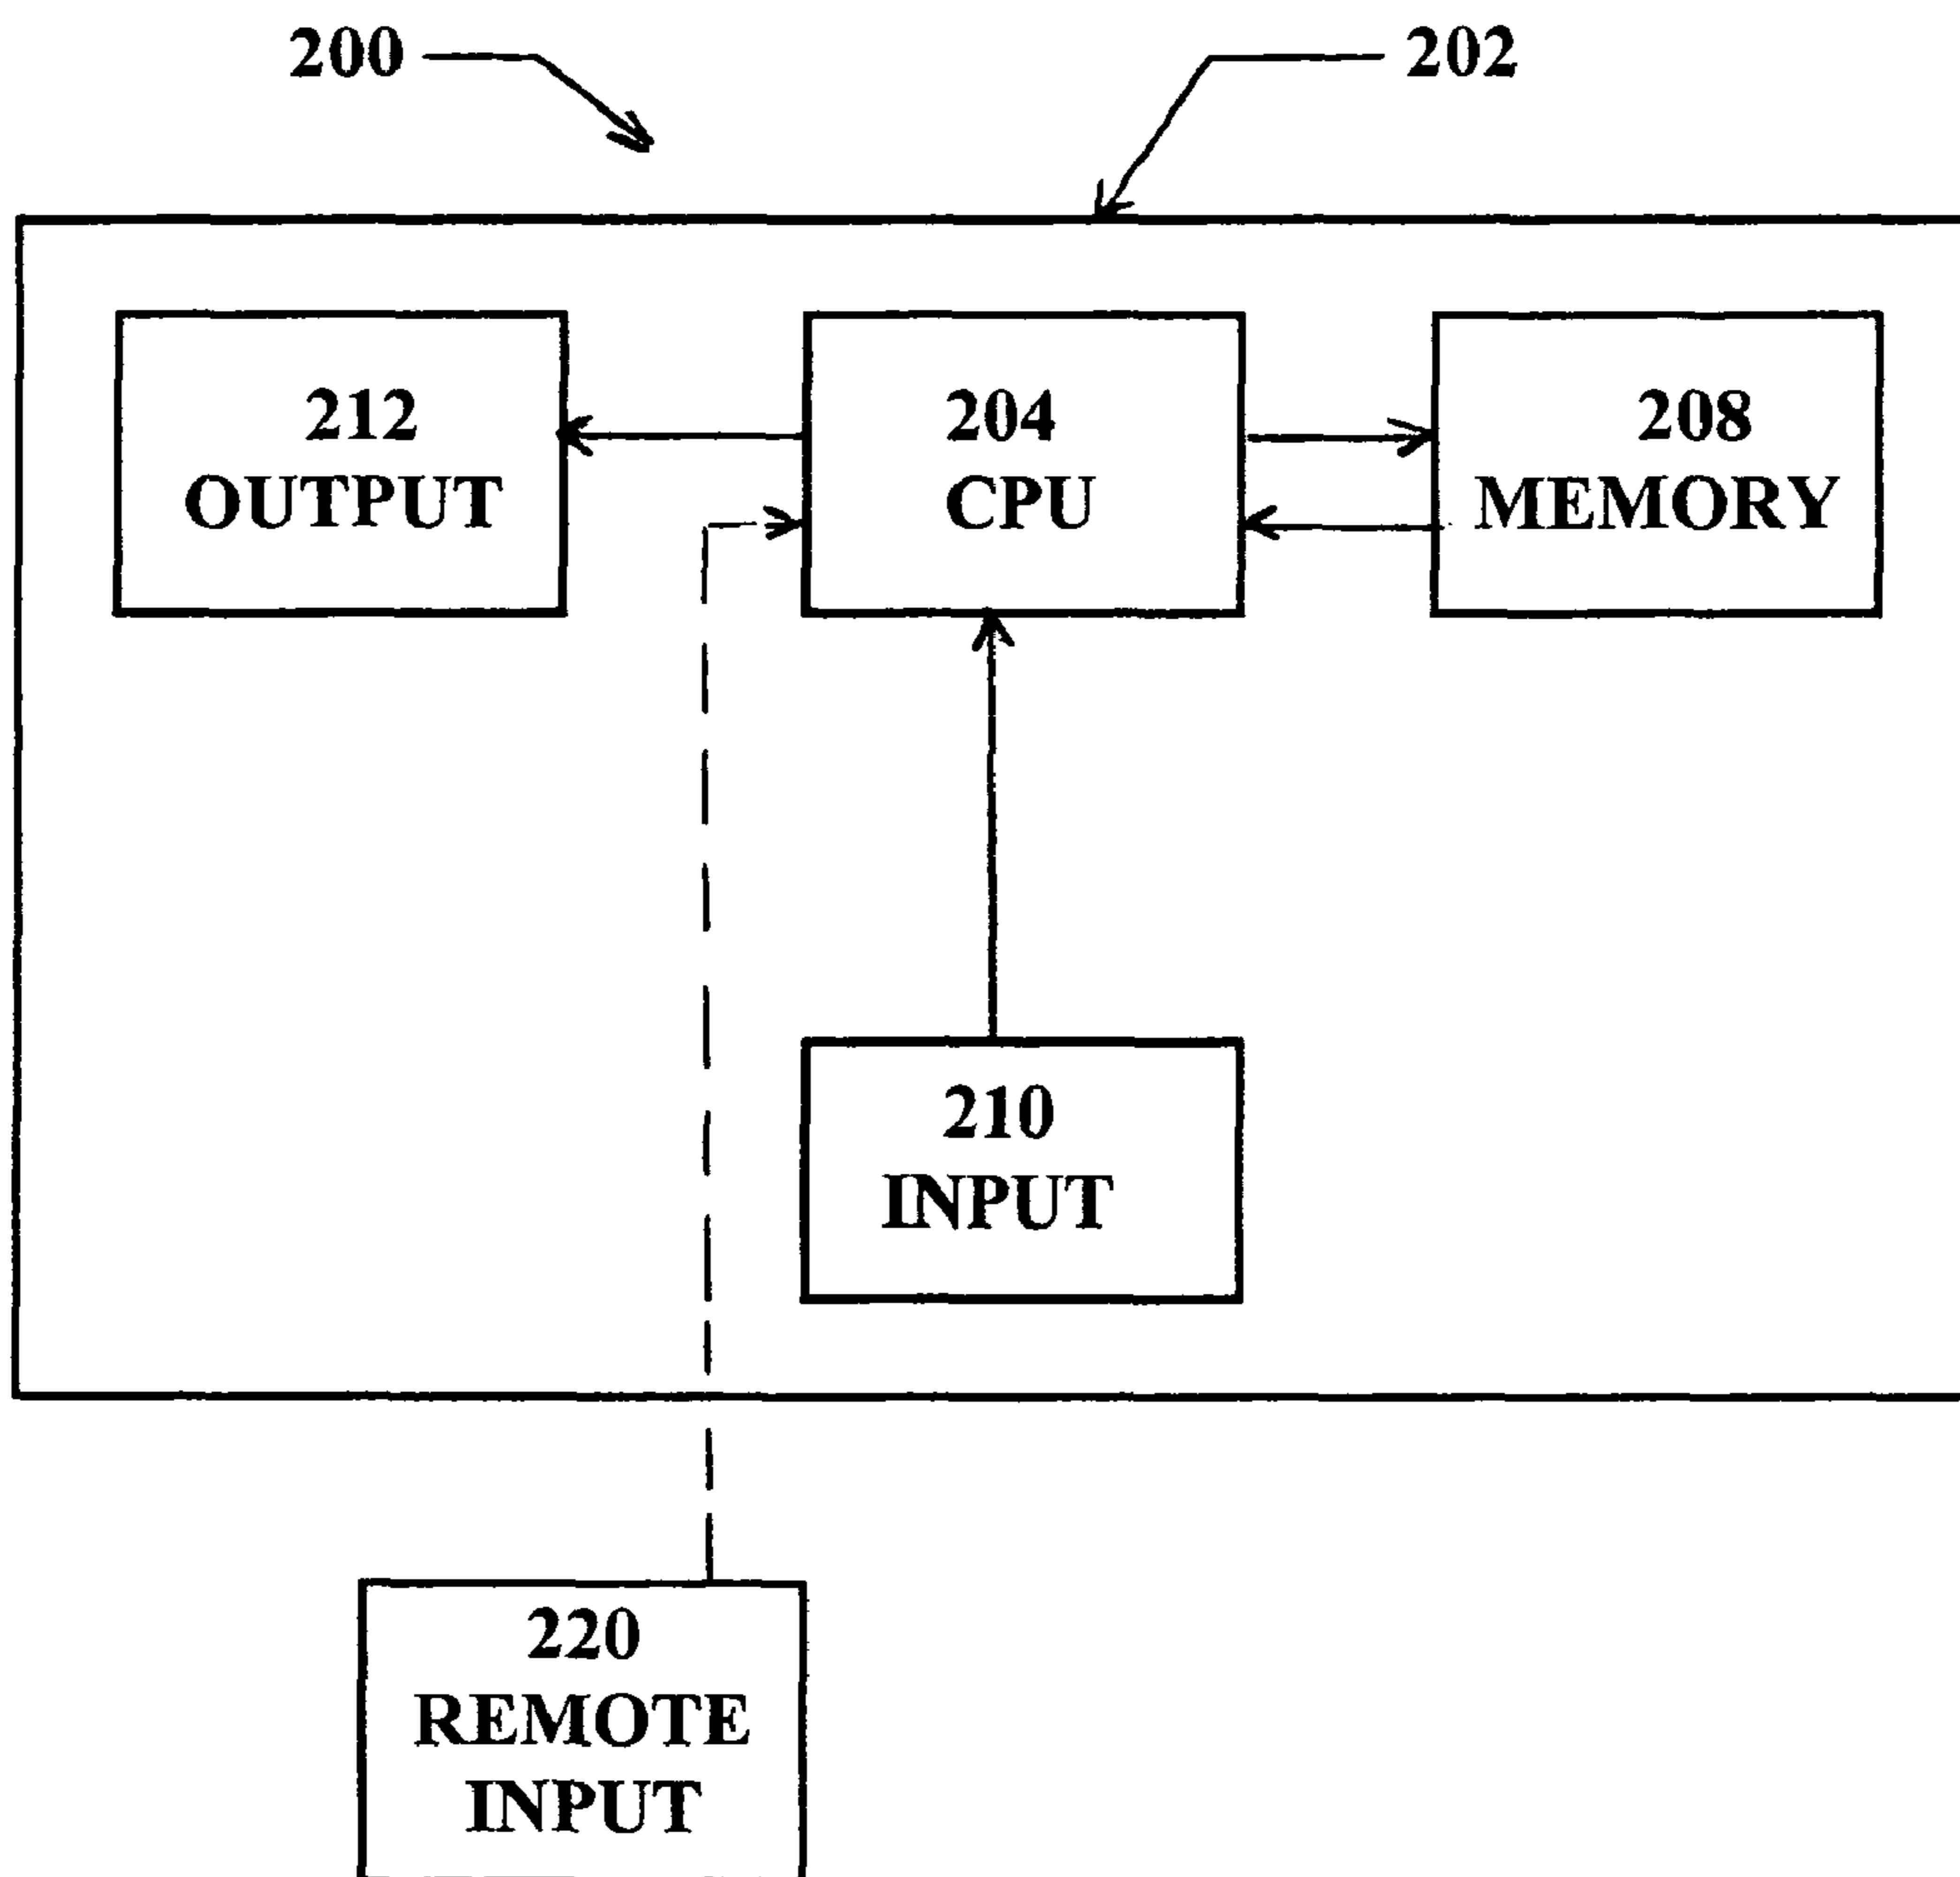 200
202
212
OUTPUT
204
CPU
208
MEMORY
210
INPUT
220
REMOTE
INPUT